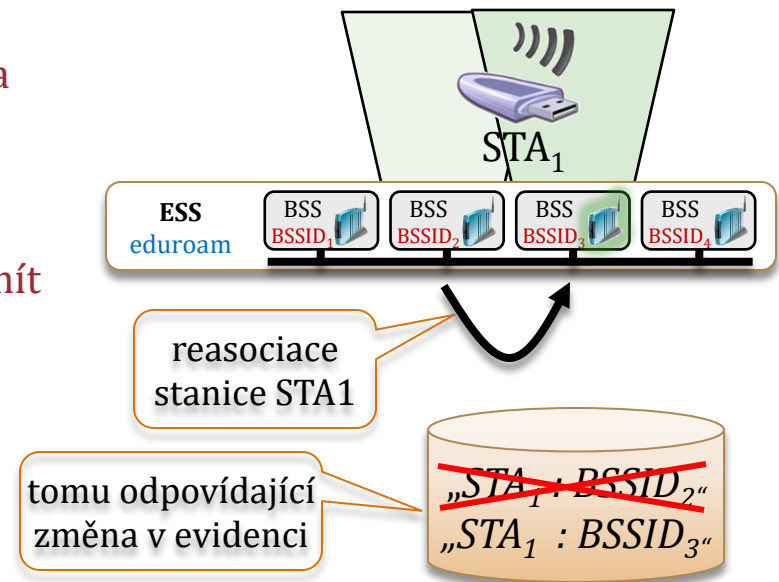 a
nít
STA₁
ESS
eduroam
BSS
BSSID₁
BSS
BSSID₂
BSS
BSSID₃
BSS
BSSID₄
reasociace
stanice STA1
tomu odpovídající
změna v evidenci
„STA₁ : BSSID₂“
„STA₁ : BSSID₃“